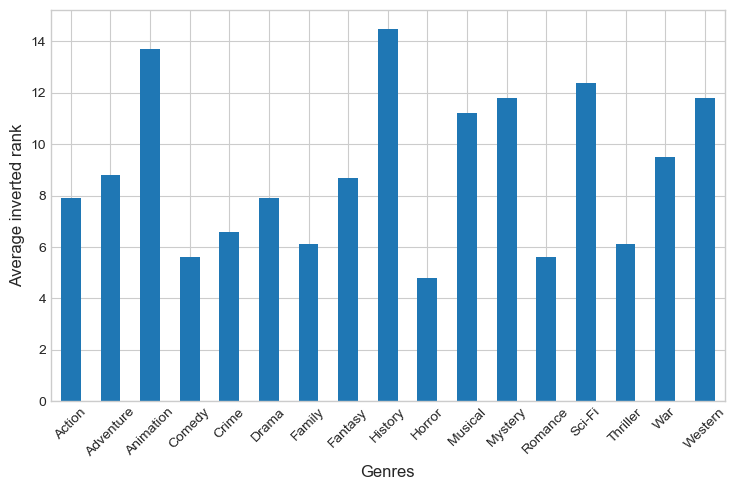 Average inverted rank
14
12
10
8
6
4
2
0
Action
Adventure
Animation
Comedy
Crime
Drama
Family
Fantasy
History
Horror
Musical
Mystery
Romance
Sci-Fi
Thriller
War
Western
Genres